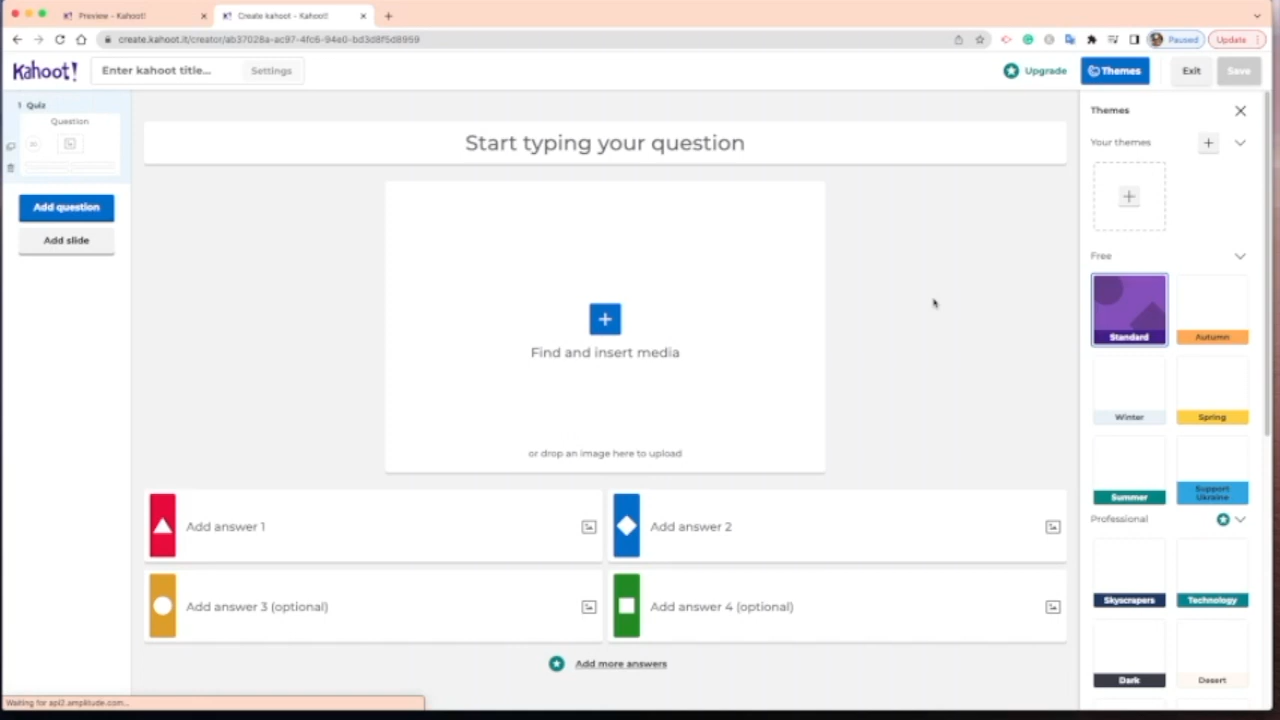 Preview - Kahoot!
Create kahoot - Kahoot!
create.kahoot.it/creator/ab37028a-ac97-4fc6-94e0-bd3d8f5d8959
Paused
Update
Kahoot!
Enter kahoot title...
Settings
Upgrade
Themes
Exit
Save
1 Quiz
Question
Add question
Add slide
Start typing your question
Find and insert media
or drop an image here to upload
Add answer 1
Add answer 2
Add answer 3 (optional)
Add answer 4 (optional)
Add more answers
Themes
Your themes
Free
Standard
Autumn
Winter
Spring
Summer
Support
Ukraine
Professional
Skyscrapers
Technology
Dark
Desert
Waiting for api2.amplitude.com...